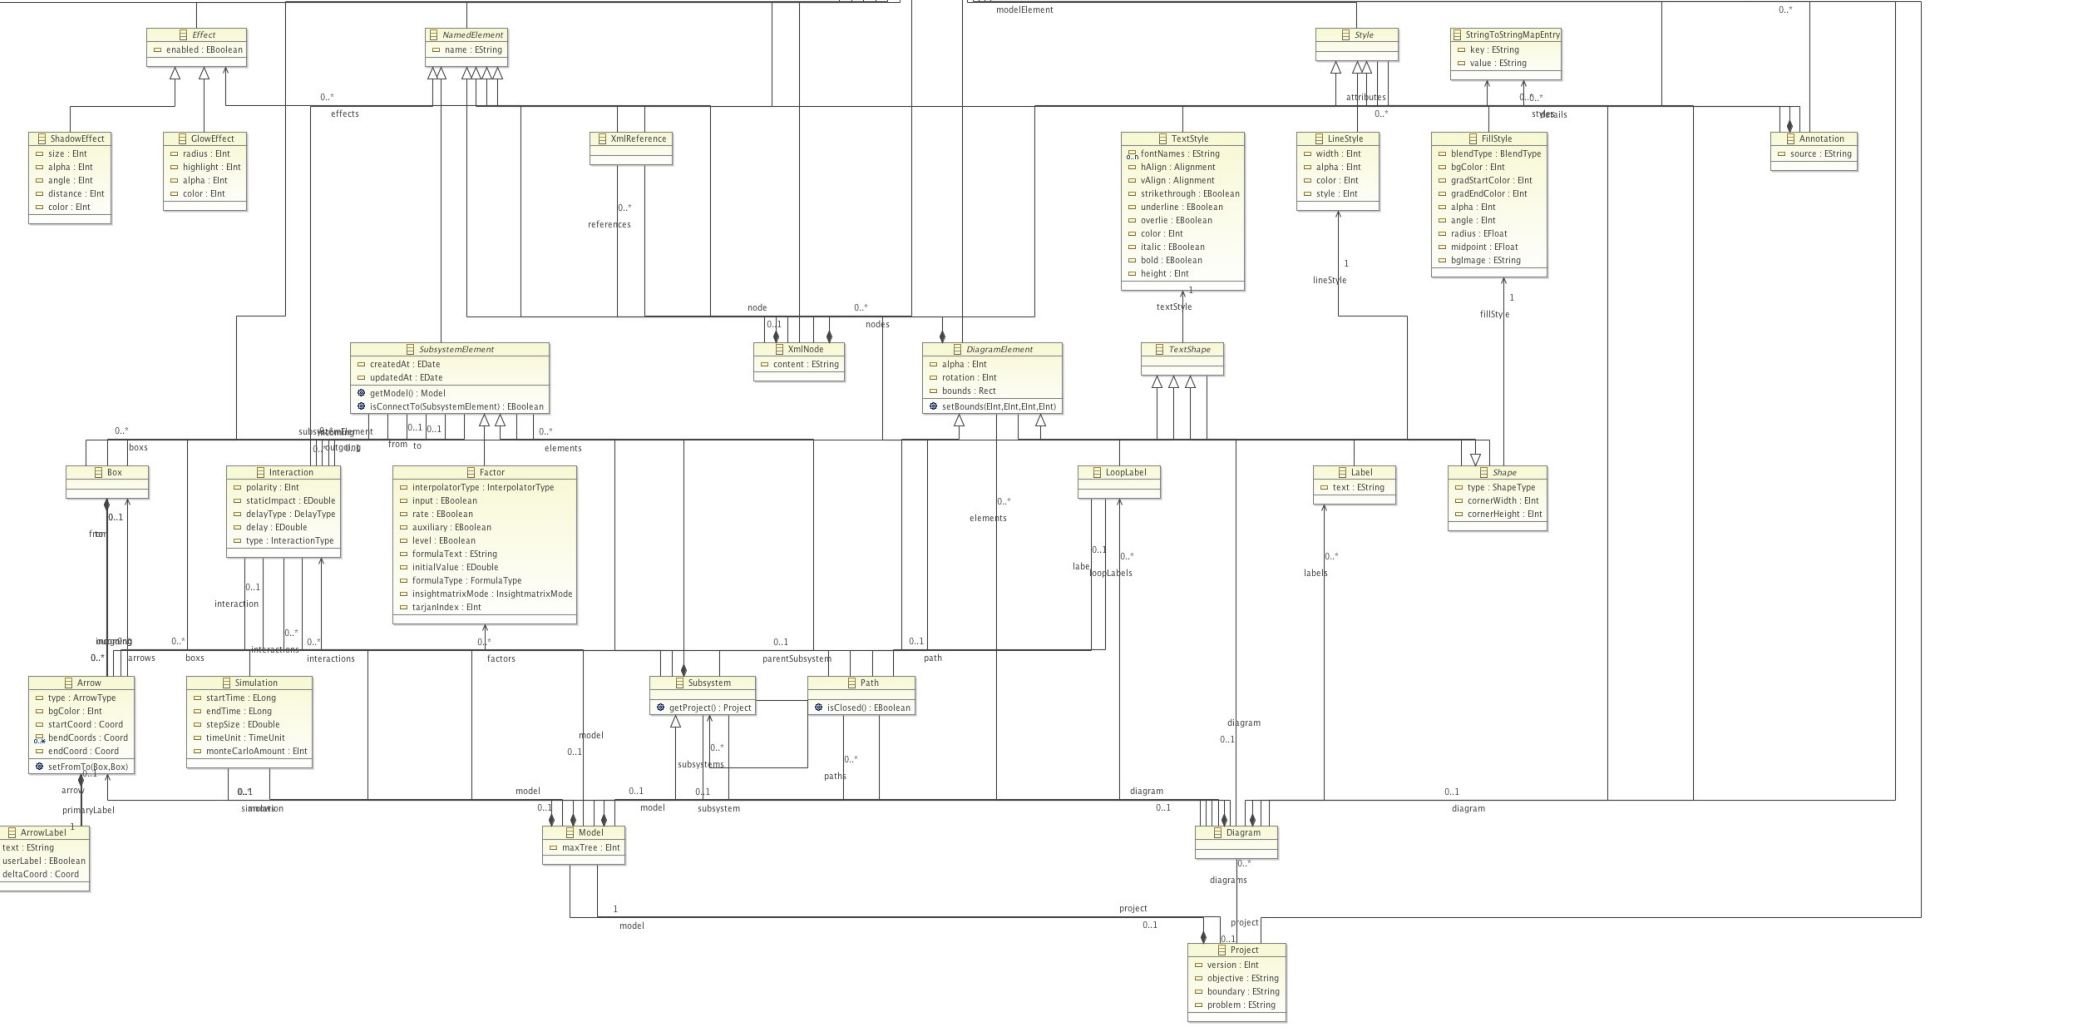 modelElement
0..*
Effect
enabled : EBoolean
NamedElement
name : EString
Style
StringToStringMapEntry
key : EString
value : EString
0..*
effects
attributes
0..*
details
ShadowEffect
size : EInt
alpha : EInt
angle : EInt
distance : EInt
color : EInt
GlowEffect
radius : EInt
highlight : EInt
alpha : EInt
color : EInt
XmlReference
0..*
references
TextStyle
0..n
fontNames : EString
hAlign : Alignment
vAlign : Alignment
strikethrough : EBoolean
underline : EBoolean
overlie : EBoolean
color : EInt
italic : EBoolean
bold : EBoolean
height : EInt
LineStyle
width : EInt
alpha : EInt
color : EInt
style : EInt
FillStyle
blendType : BlendType
bgColor : EInt
gradStartColor : EInt
gradEndColor : EInt
alpha : EInt
angle : EInt
radius : EFloat
midpoint : EFloat
bgImage : EString
Annotation
source : EString
1
textStyle
1
lineStyle
1
fillStyle
node
0..1
0..*
nodes
SubsystemElement
createdAt : EDate
updatedAt : EDate
getModel() : Model
isConnectTo(SubsystemElement) : EBoolean
XmlNode
content : EString
DiagramElement
alpha : EInt
rotation : EInt
bounds : Rect
setBounds(EInt,EInt,EInt,EInt)
TextShape
0..*
boxs
outgoing
0..1
from
0..1
to
0..*
elements
Box
Interaction
polarity : EInt
staticImpact : EDouble
delayType : DelayType
delay : EDouble
type : InteractionType
Factor
interpolatorType : InterpolatorType
input : EBoolean
rate : EBoolean
auxiliary : EBoolean
level : EBoolean
formulaText : EString
initialValue : EDouble
formulaType : FormulaType
insightmatrixMode : InsightmatrixMode
tarjanIndex : EInt
LoopLabel
Label
text : EString
Shape
type : ShapeType
cornerWidth : EInt
cornerHeight : EInt
0..1
0..*
elements
0..1
0..*
loopLabels
0..*
labels
0..1
interaction
0..*
interactions
0..*
interactions
0..*
arrows
0..*
boxs
0..*
factors
0..1
parentSubsystem
0..1
path
Arrow
type : ArrowType
bgColor : EInt
startCoord : Coord
0..*
bendCoords : Coord
endCoord : Coord
setFromTo(Box,Box)
Simulation
startTime : ELong
endTime : ELong
stepSize : EDouble
timeUnit : TimeUnit
monteCarloAmount : EInt
Subsystem
getProject() : Project
Path
isClosed() : EBoolean
model
0..1
0..*
subsystems
0..*
paths
diagram
0..1
0..1
arrow
primaryLabel
1
0..1
model
0..1
0..1
model
0..1
subsystem
diagram
0..1
0..1
diagram
ArrowLabel
text : EString
userLabel : EBoolean
deltaCoord : Coord
Model
maxTree : EInt
Diagram
0..*
diagrams
1
model
project
0..1
project
0..1
Project
version : EInt
objective : EString
boundary : EString
problem : EString